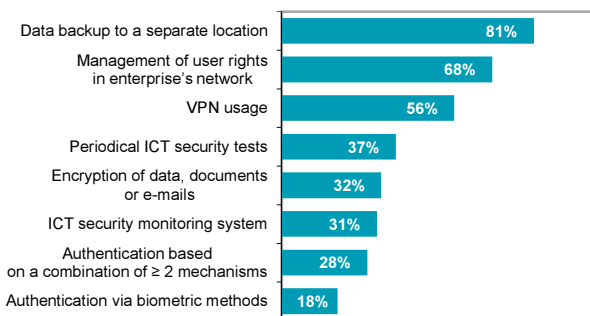 Data backup to a separate location
81%
Management of user rights
in enterprise's network
68%
VPN usage
56%
Periodical ICT security tests
37%
Encryption of data, documents
or e-mails
32%
ICT security monitoring system
31%
Authentication based
on a combination of ≥ 2 mechanisms
28%
Authentication via biometric methods
18%